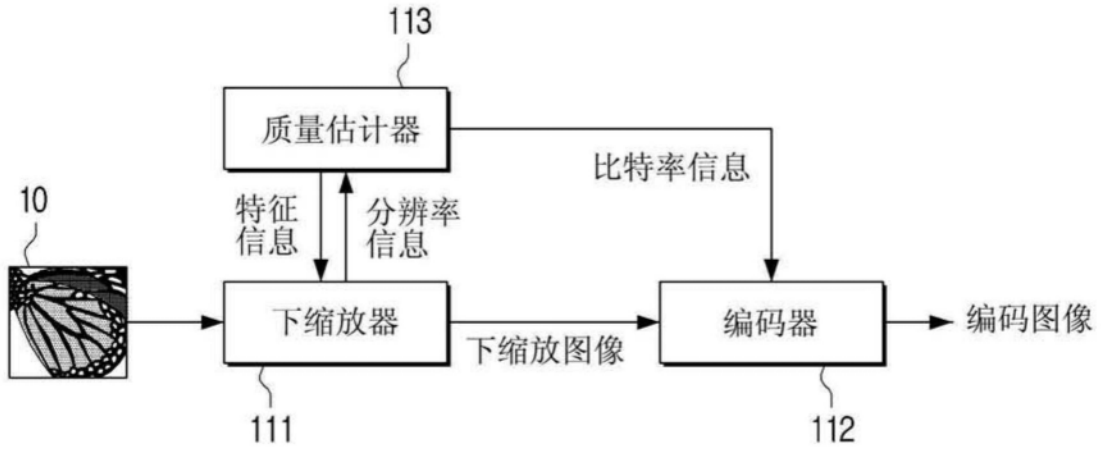 113
质量估计器
比特率信息
10
特征
信息
分辨率
信息
下缩放器
下缩放图像
编码器
编码图像
111
112